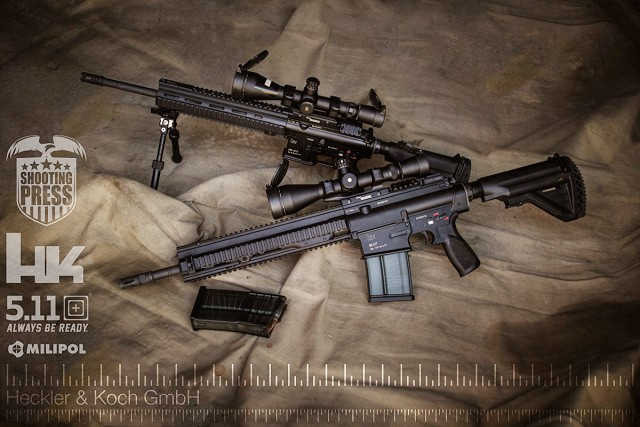 SHOOTING
PRESS
HK
5.11
ALWAYS BE READY.
MILIPOL
Heckler & Koch GmbH